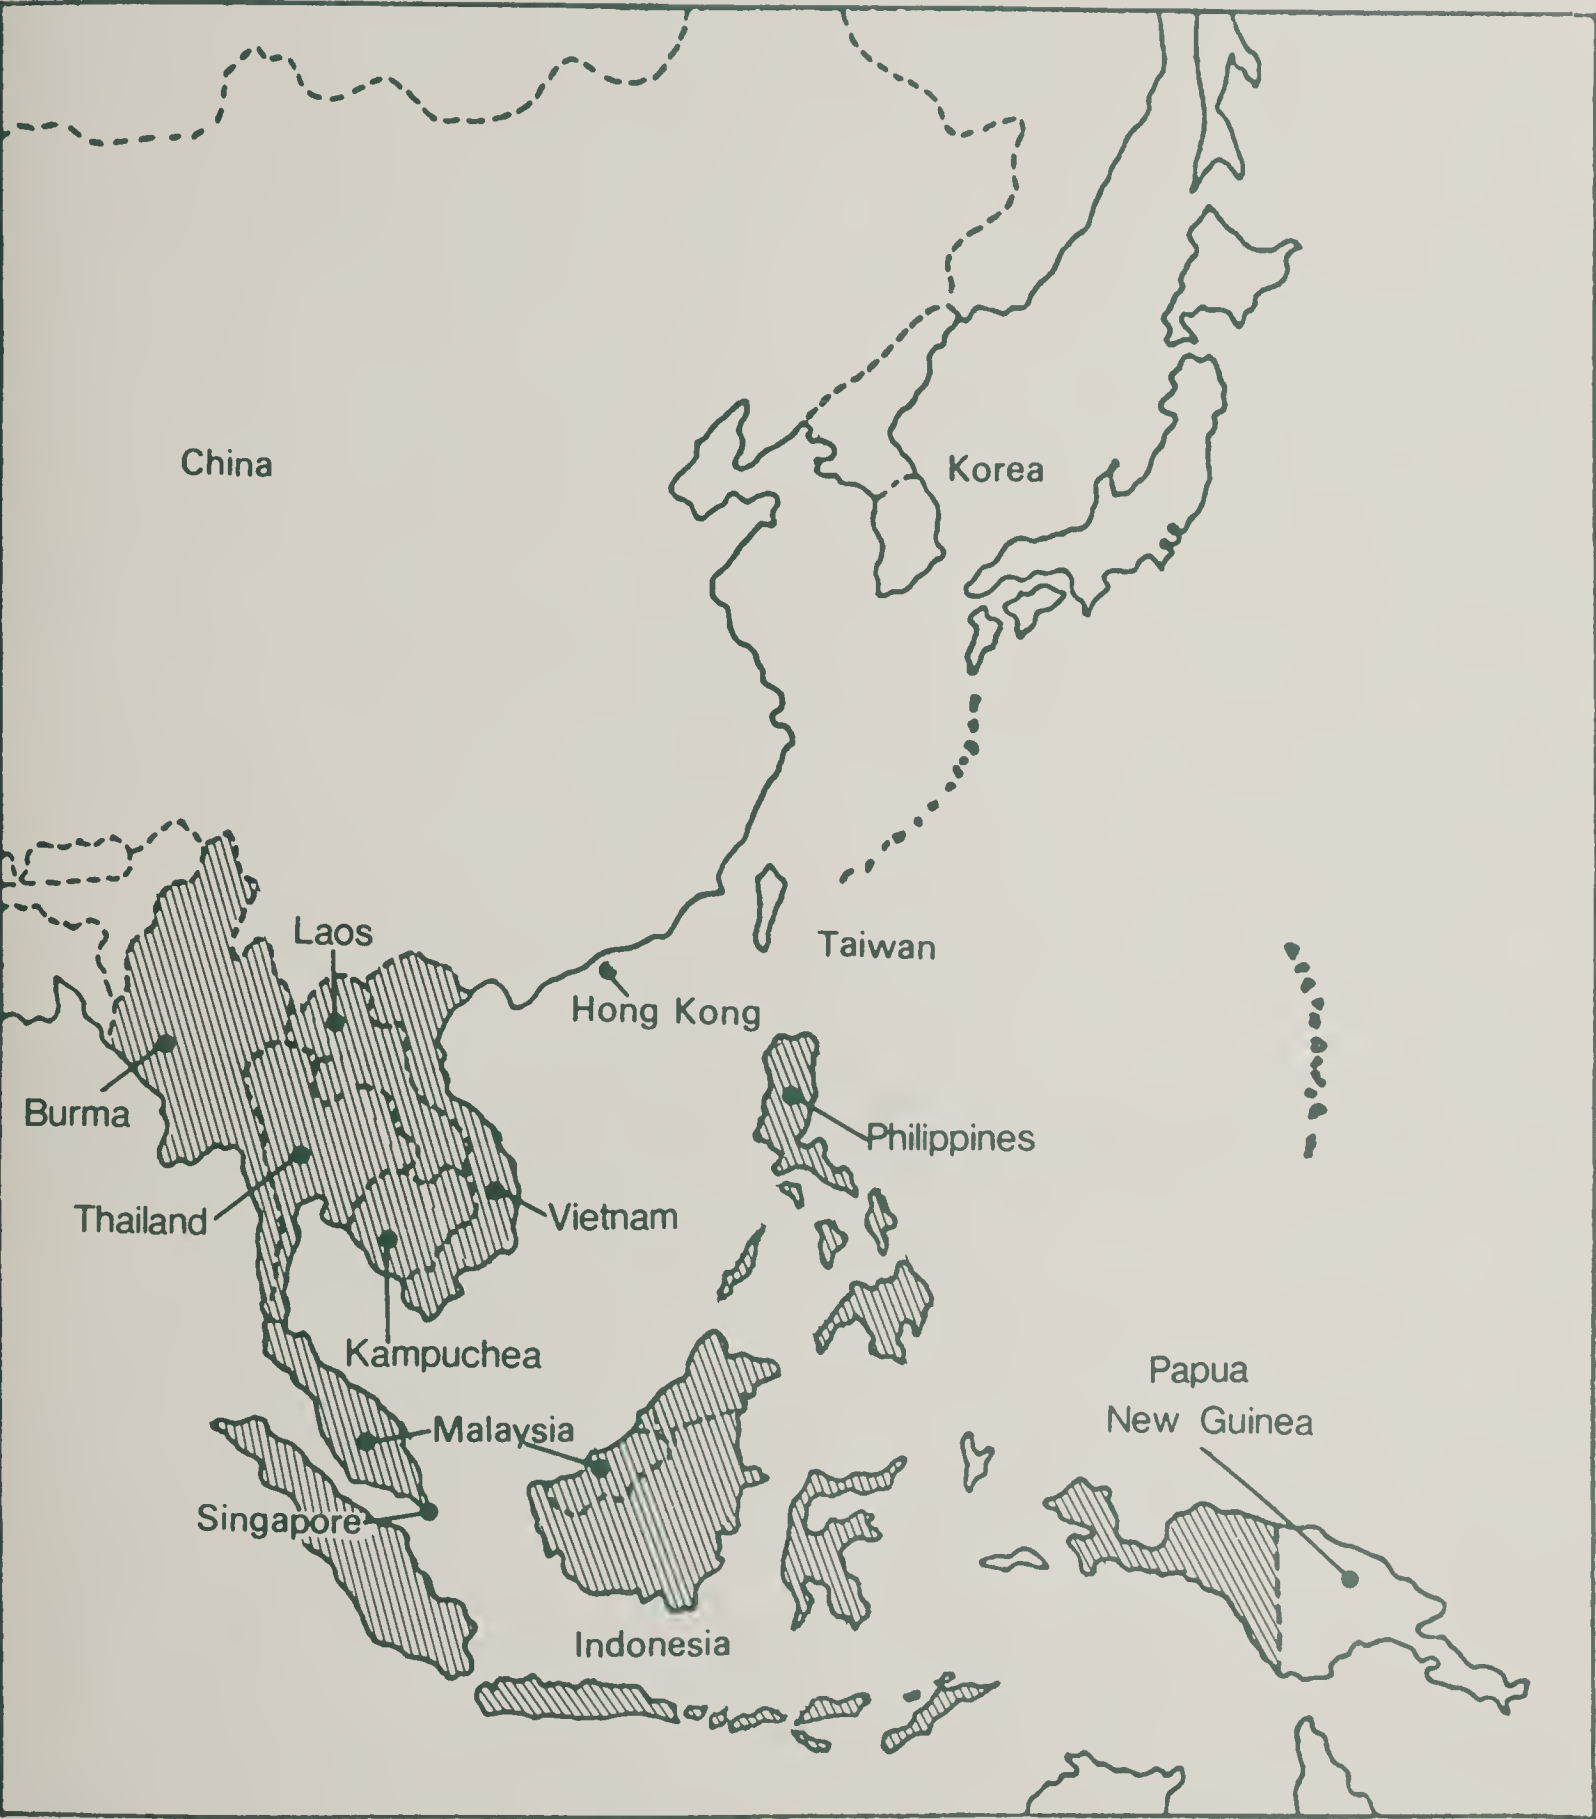 China
Korea
Laos
Taiwan
Hong Kong
Burma
Philippines
Thailand
Vietnam
Kampuchea
Papua
New Guinea
Malaysia
Singapore
Indonesia